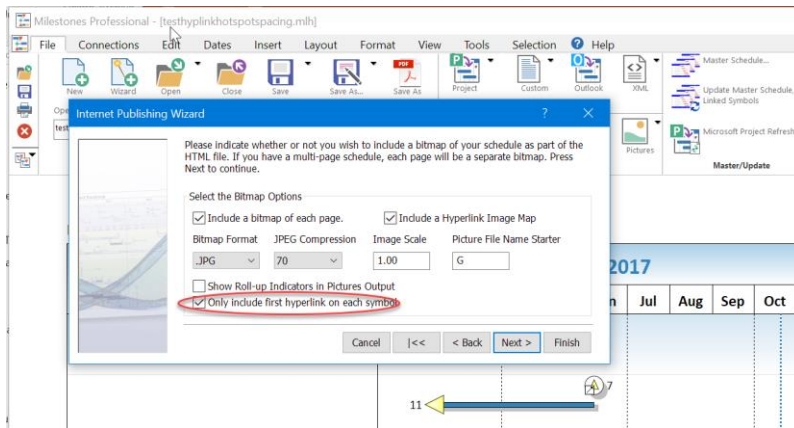 Milestones Professional - [testhyplinkhotspotspacing.mlh]
File Connections Edit Dates Insert Layout Format View Tools Selection Help
New Wizard Open Close Save Save As... Save As Project Custom Outlook XML
PDF
Master Schedule...
Update Master Schedule,
Linked Symbols
Pictures
Microsoft Project Refresh
Master/Update
Internet Publishing Wizard
Please indicate whether or not you wish to include a bitmap of your schedule as part of the
HTML file. If you have a multi-page schedule, each page will be a separate bitmap. Press
Next to continue.
Select the Bitmap Options
Include a bitmap of each page. Include a Hyperlink Image Map
Bitmap Format JPEG Compression Image Scale Picture File Name Starter
.JPG 70 1.00 G
Show Roll-up Indicators in Pictures Output
Only include first hyperlink on each symbol
Cancel |<< < Back Next > Finish
2017
Jul Aug Sep Oct
7
11